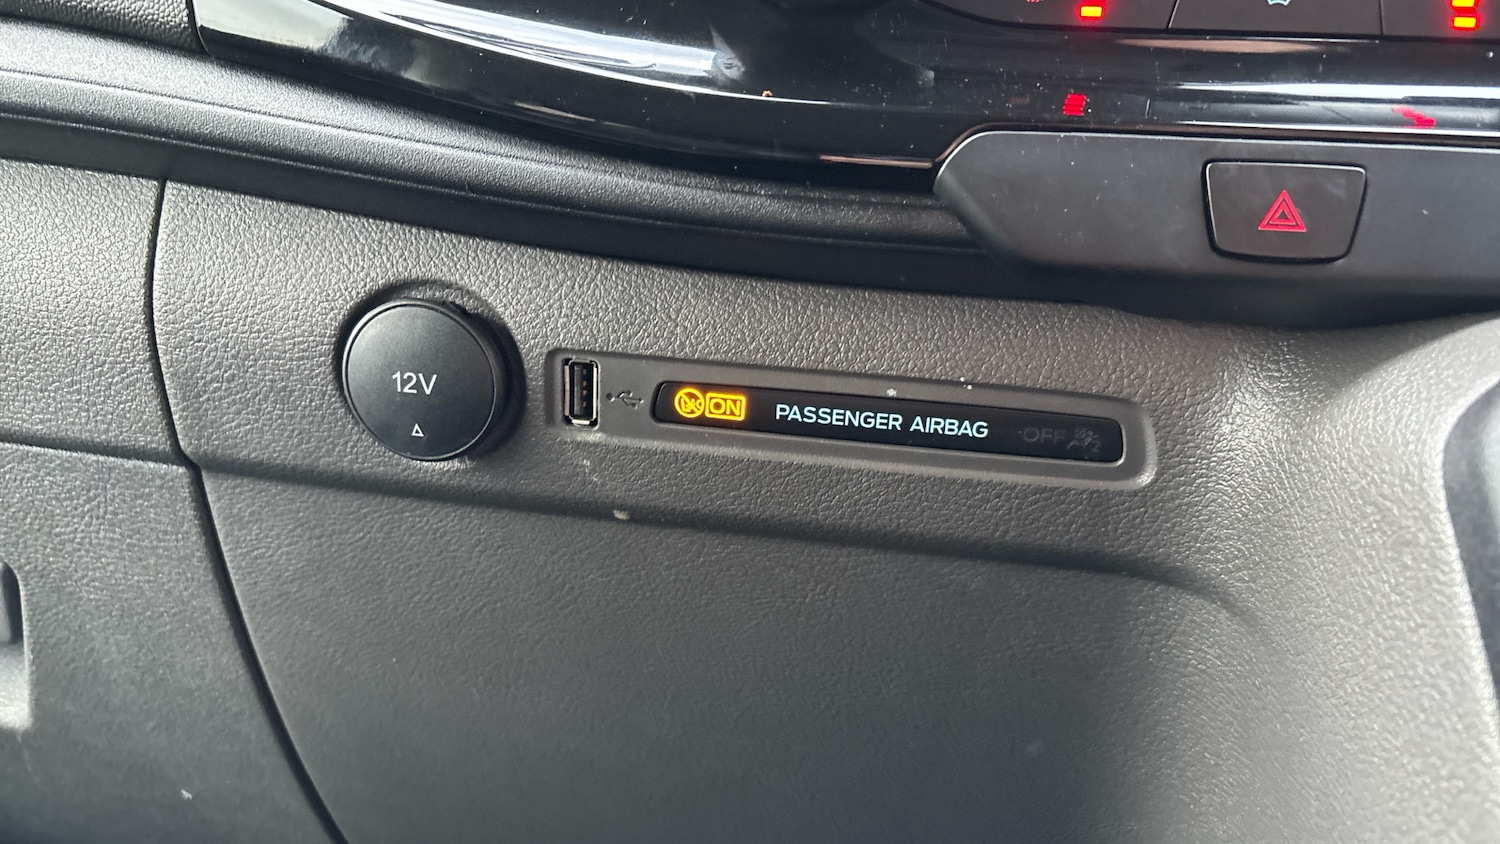 12V
ON PASSENGER AIRBAG OFF